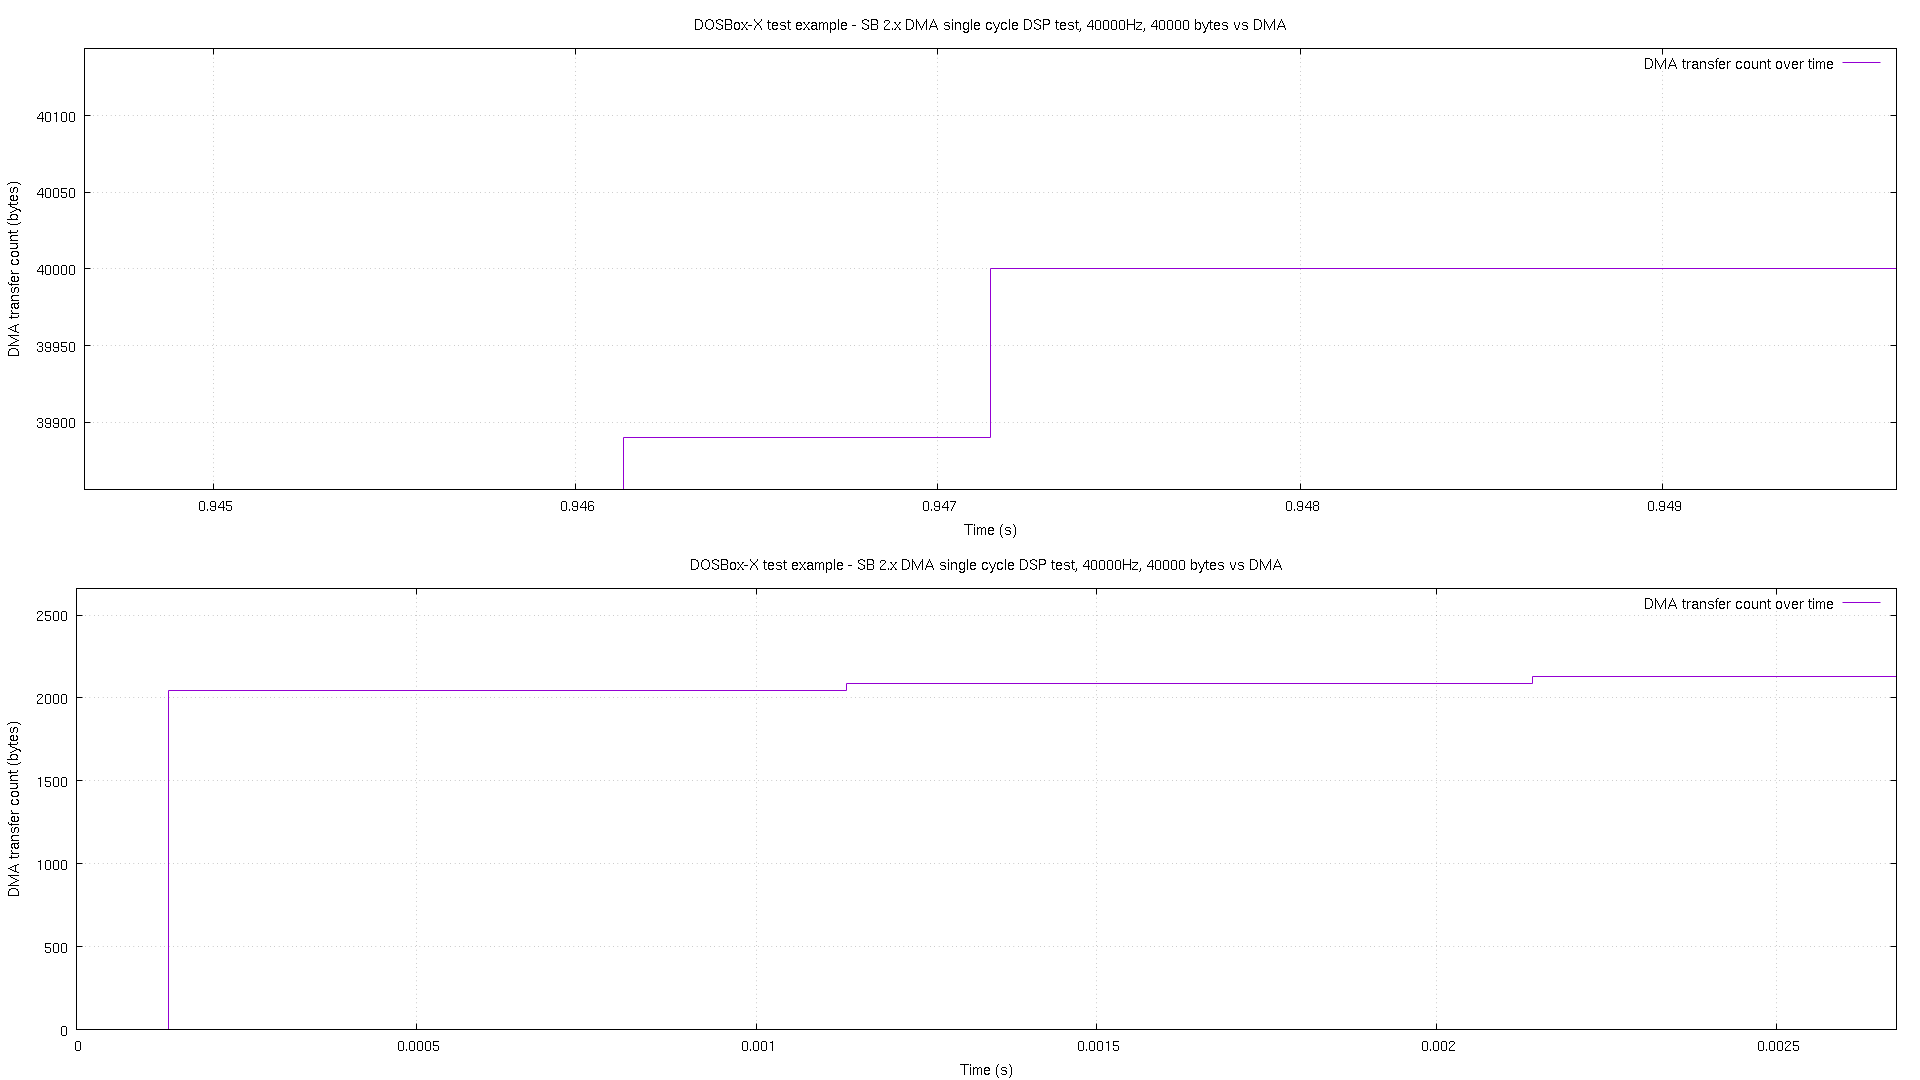 DOSBox-X test example - SB 2.x DMA single cycle DSP test, 40000Hz, 40000 bytes vs DMA
DMA transfer count over time
40100
40050
40000
39950
39900
DMA transfer count (bytes)
0.945 0.946 0.947 0.948 0.949
Time (s)
DOSBox-X test example - SB 2.x DMA single cycle DSP test, 40000Hz, 40000 bytes vs DMA
DMA transfer count over time
2500
2000
1500
1000
500
0
DMA transfer count (bytes)
0 0.0005 0.001 0.0015 0.002 0.0025
Time (s)